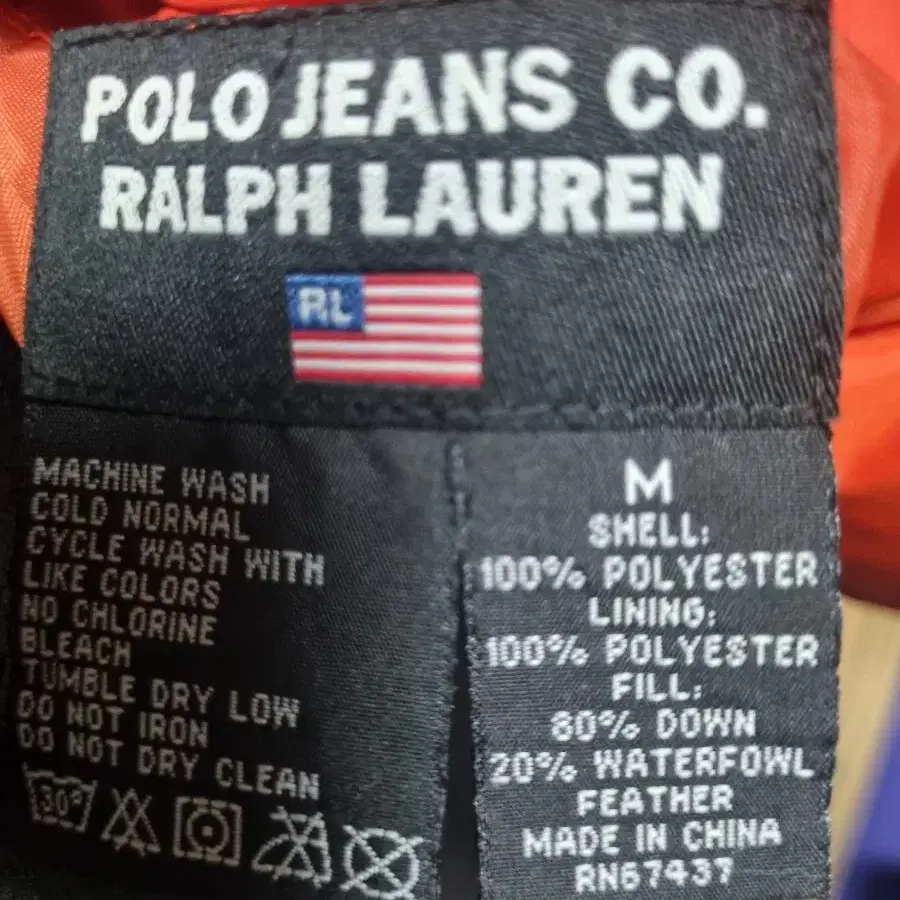 POLO JEANS CO.
RALPH LAUREN
RL
MACHINE WASH
COLD NORMAL
CYCLE WASH WITH
LIKE COLORS
NO CHLORINE
BLEACH
TUMBLE DRY LOW
DO NOT IRON
DO NOT DRY CLEAN
30°
M
SHELL:
100% POLYESTER
LINING:
100% POLYESTER
FILL:
80% DOWN
20% WATERFOWL
FEATHER
MADE IN CHINA
RN67437